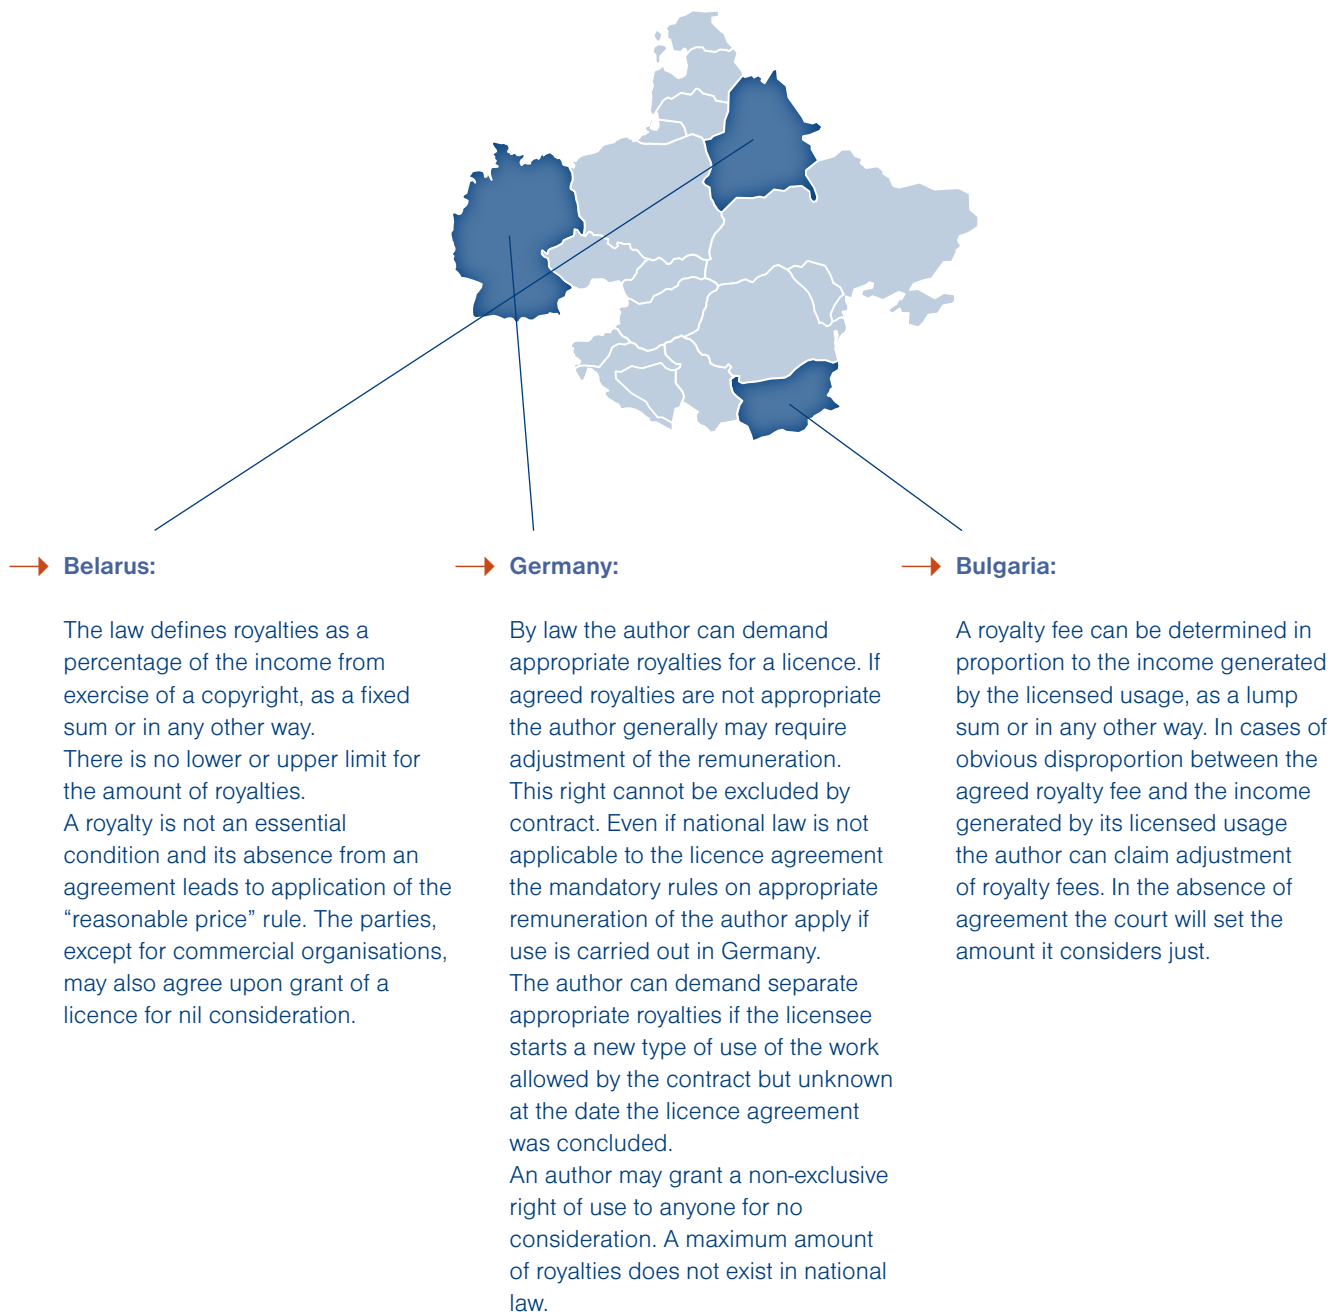 Belarus:
The law defines royalties as a
percentage of the income from
exercise of a copyright, as a fixed
sum or in any other way.
There is no lower or upper limit for
the amount of royalties.
A royalty is not an essential
condition and its absence from an
agreement leads to application of the
“reasonable price” rule. The parties,
except for commercial organisations,
may also agree upon grant of a
licence for nil consideration.
Germany:
By law the author can demand
appropriate royalties for a licence. If
agreed royalties are not appropriate
the author generally may require
adjustment of the remuneration.
This right cannot be excluded by
contract. Even if national law is not
applicable to the licence agreement
the mandatory rules on appropriate
remuneration of the author apply if
use is carried out in Germany.
The author can demand separate
appropriate royalties if the licensee
starts a new type of use of the work
allowed by the contract but unknown
at the date the licence agreement
was concluded.
An author may grant a non-exclusive
right of use to anyone for no
consideration. A maximum amount
of royalties does not exist in national
law.
Bulgaria:
A royalty fee can be determined in
proportion to the income generated
by the licensed usage, as a lump
sum or in any other way. In cases of
obvious disproportion between the
agreed royalty fee and the income
generated by its licensed usage
the author can claim adjustment
of royalty fees. In the absence of
agreement the court will set the
amount it considers just.